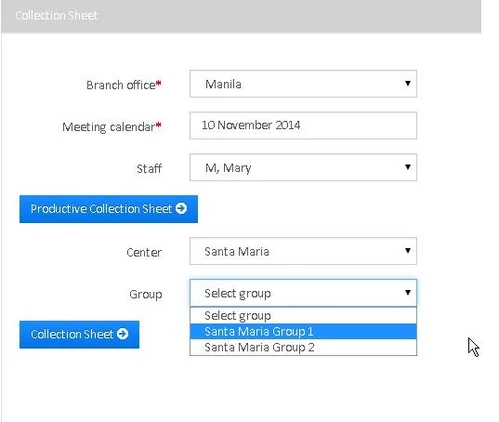 Collection Sheet
Branch office* Manila
Meeting calendar* 10 November 2014
Staff M, Mary
Productive Collection Sheet
Center Santa Maria
Group Select group
Select group
Santa Maria Group 1
Collection Sheet
Santa Maria Group 2